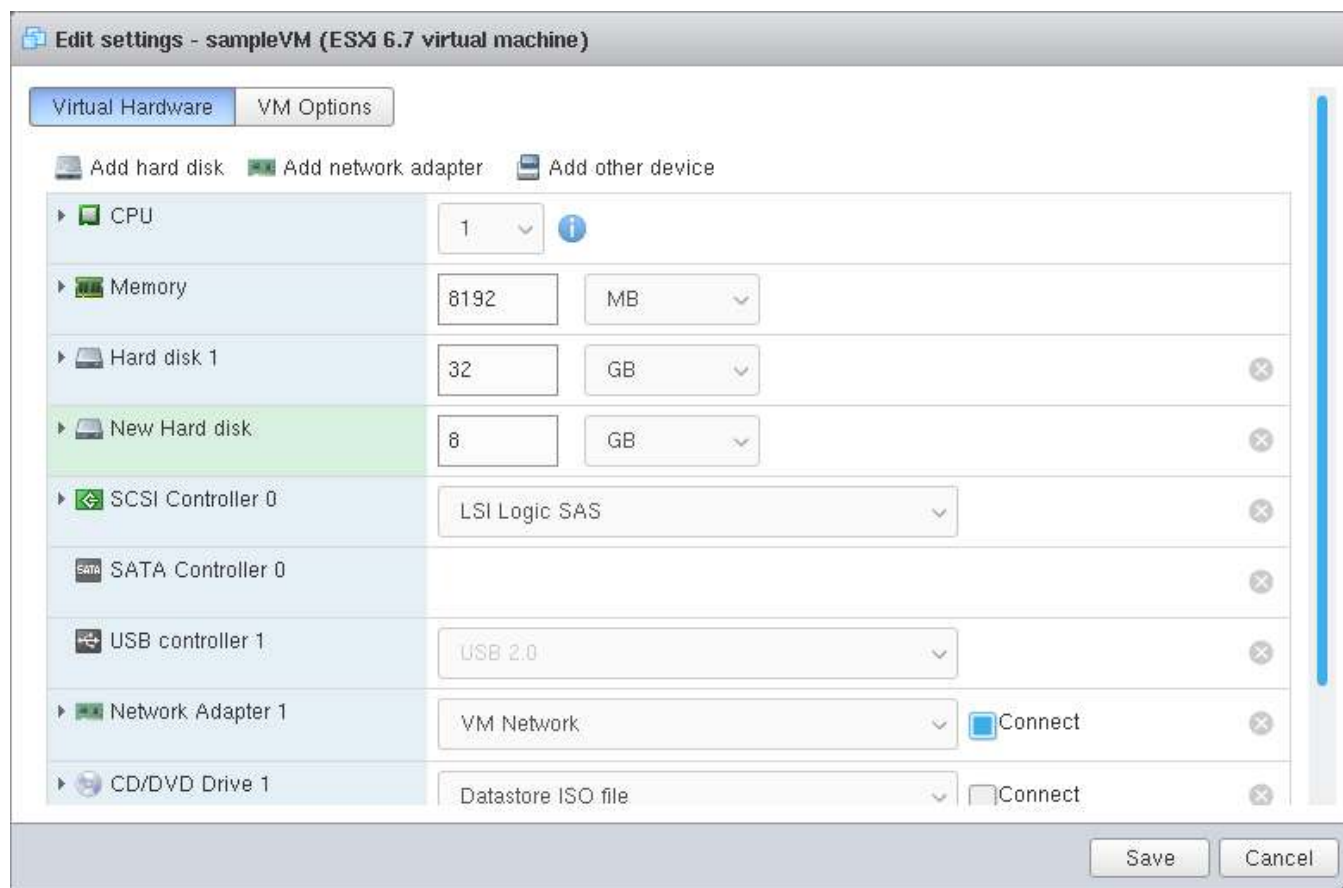 Edit settings - sampleVM (ESXi 6.7 virtual machine)
Virtual Hardware VM Options
Add hard disk Add network adapter Add other device
CPU 1
Memory 8192 MB
Hard disk 1 32 GB
New Hard disk 8 GB
SCSI Controller 0 LSI Logic SAS
SATA SATA Controller 0
USB controller 1 USB 2.0
Network Adapter 1 VM Network Connect
CD/DVD Drive 1 Datastore ISO file Connect
Save Cancel